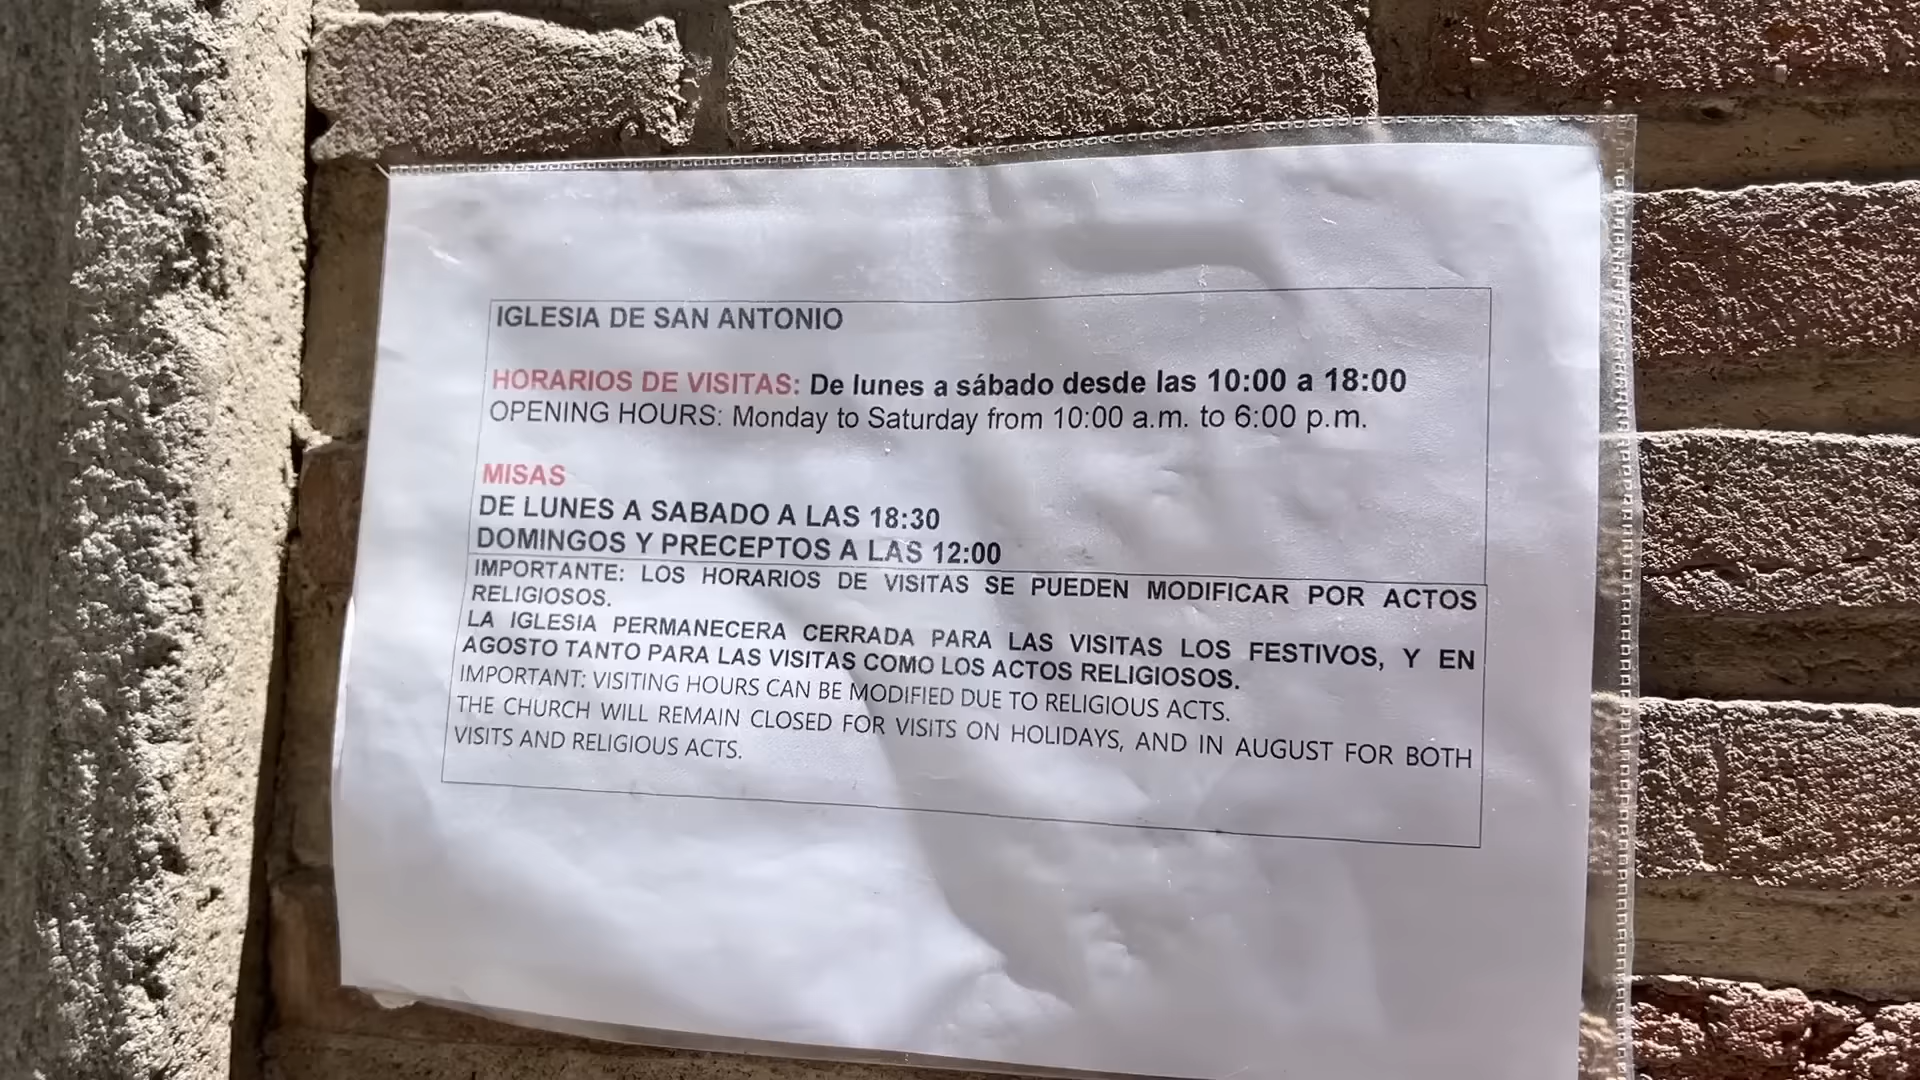 IGLESIA DE SAN ANTONIO
HORARIOS DE VISITAS: De lunes a sábado desde las 10:00 a 18:00
OPENING HOURS: Monday to Saturday from 10:00 a.m. to 6:00 p.m.
MISAS
DE LUNES A SABADO A LAS 18:30
DOMINGOS Y PRECEPTOS A LAS 12:00
IMPORTANTE: LOS HORARIOS DE VISITAS SE PUEDEN MODIFICAR POR ACTOS
RELIGIOSOS.
LA IGLESIA PERMANECERA CERRADA PARA LAS VISITAS LOS FESTIVOS, Y EN
AGOSTO TANTO PARA LAS VISITAS COMO LOS ACTOS RELIGIOSOS.
IMPORTANT: VISITING HOURS CAN BE MODIFIED DUE TO RELIGIOUS ACTS.
THE CHURCH WILL REMAIN CLOSED FOR VISITS ON HOLIDAYS, AND IN AUGUST FOR BOTH
VISITS AND RELIGIOUS ACTS.